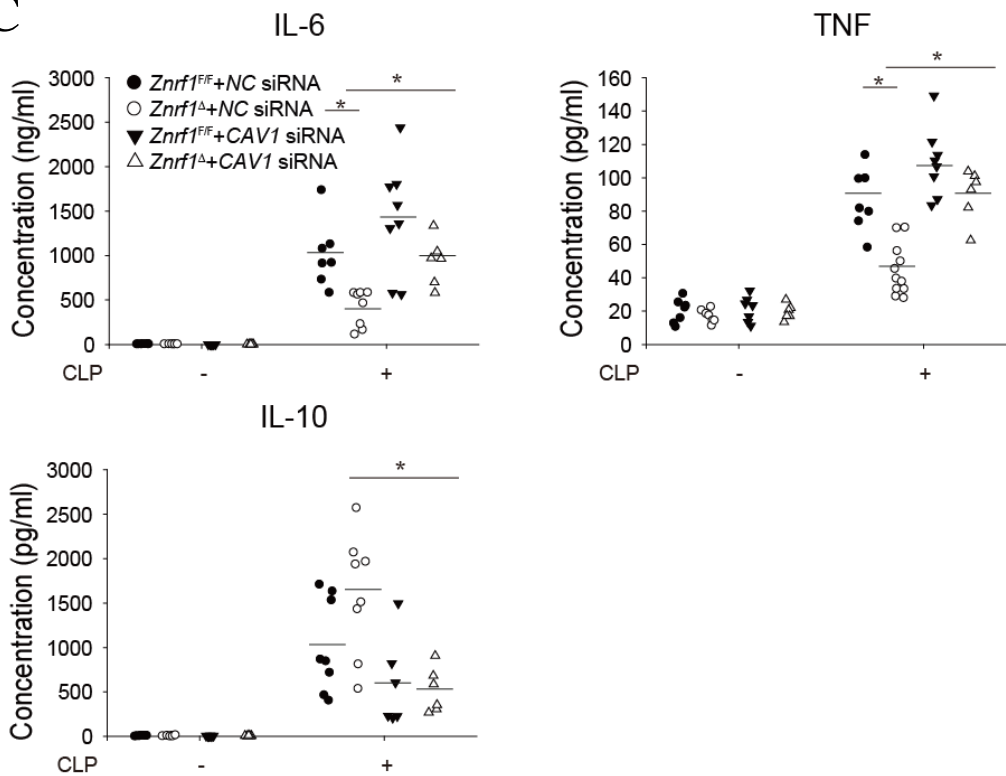 C
IL-6
Concentration (ng/ml)
3000
2500
2000
1500
1000
500
0
Znrf1F/F+NC siRNA
Znrf1Δ+NC siRNA
Znrf1F/F+CAV1 siRNA
Znrf1Δ+CAV1 siRNA
*
*
CLP - +
TNF
Concentration (pg/ml)
160
140
120
100
80
60
40
20
0
*
*
CLP - +
IL-10
Concentration (pg/ml)
3000
2500
2000
1500
1000
500
0
*
CLP - +